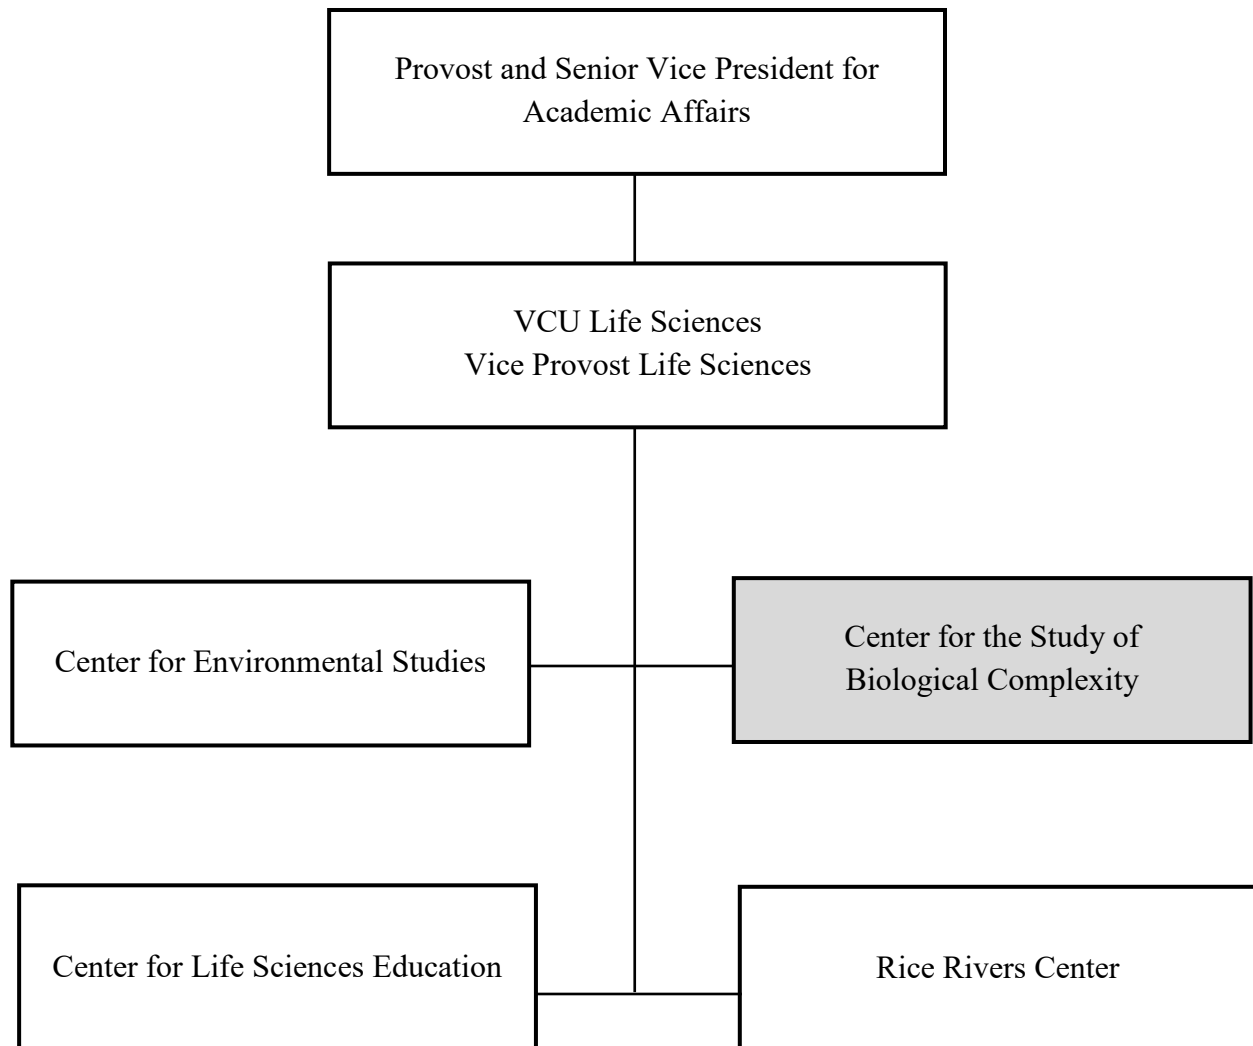 Provost and Senior Vice President for
Academic Affairs
VCU Life Sciences
Vice Provost Life Sciences
Center for Environmental Studies
Center for the Study of
Biological Complexity
Center for Life Sciences Education
Rice Rivers Center